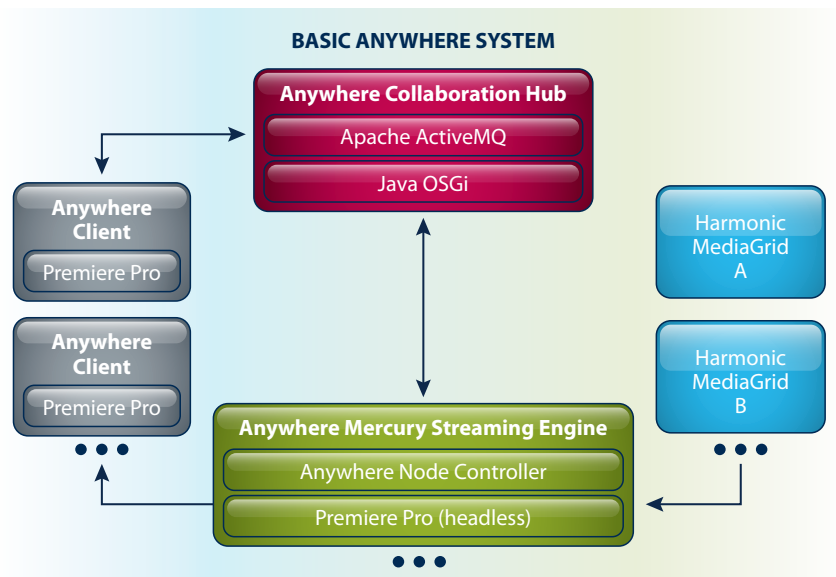 BASIC ANYWHERE SYSTEM
Anywhere Collaboration Hub
Apache ActiveMQ
Java OSGi
Anywhere
Client
Premiere Pro
Anywhere
Client
Premiere Pro
Harmonic
MediaGrid
A
Harmonic
MediaGrid
B
Anywhere Mercury Streaming Engine
Anywhere Node Controller
Premiere Pro (headless)